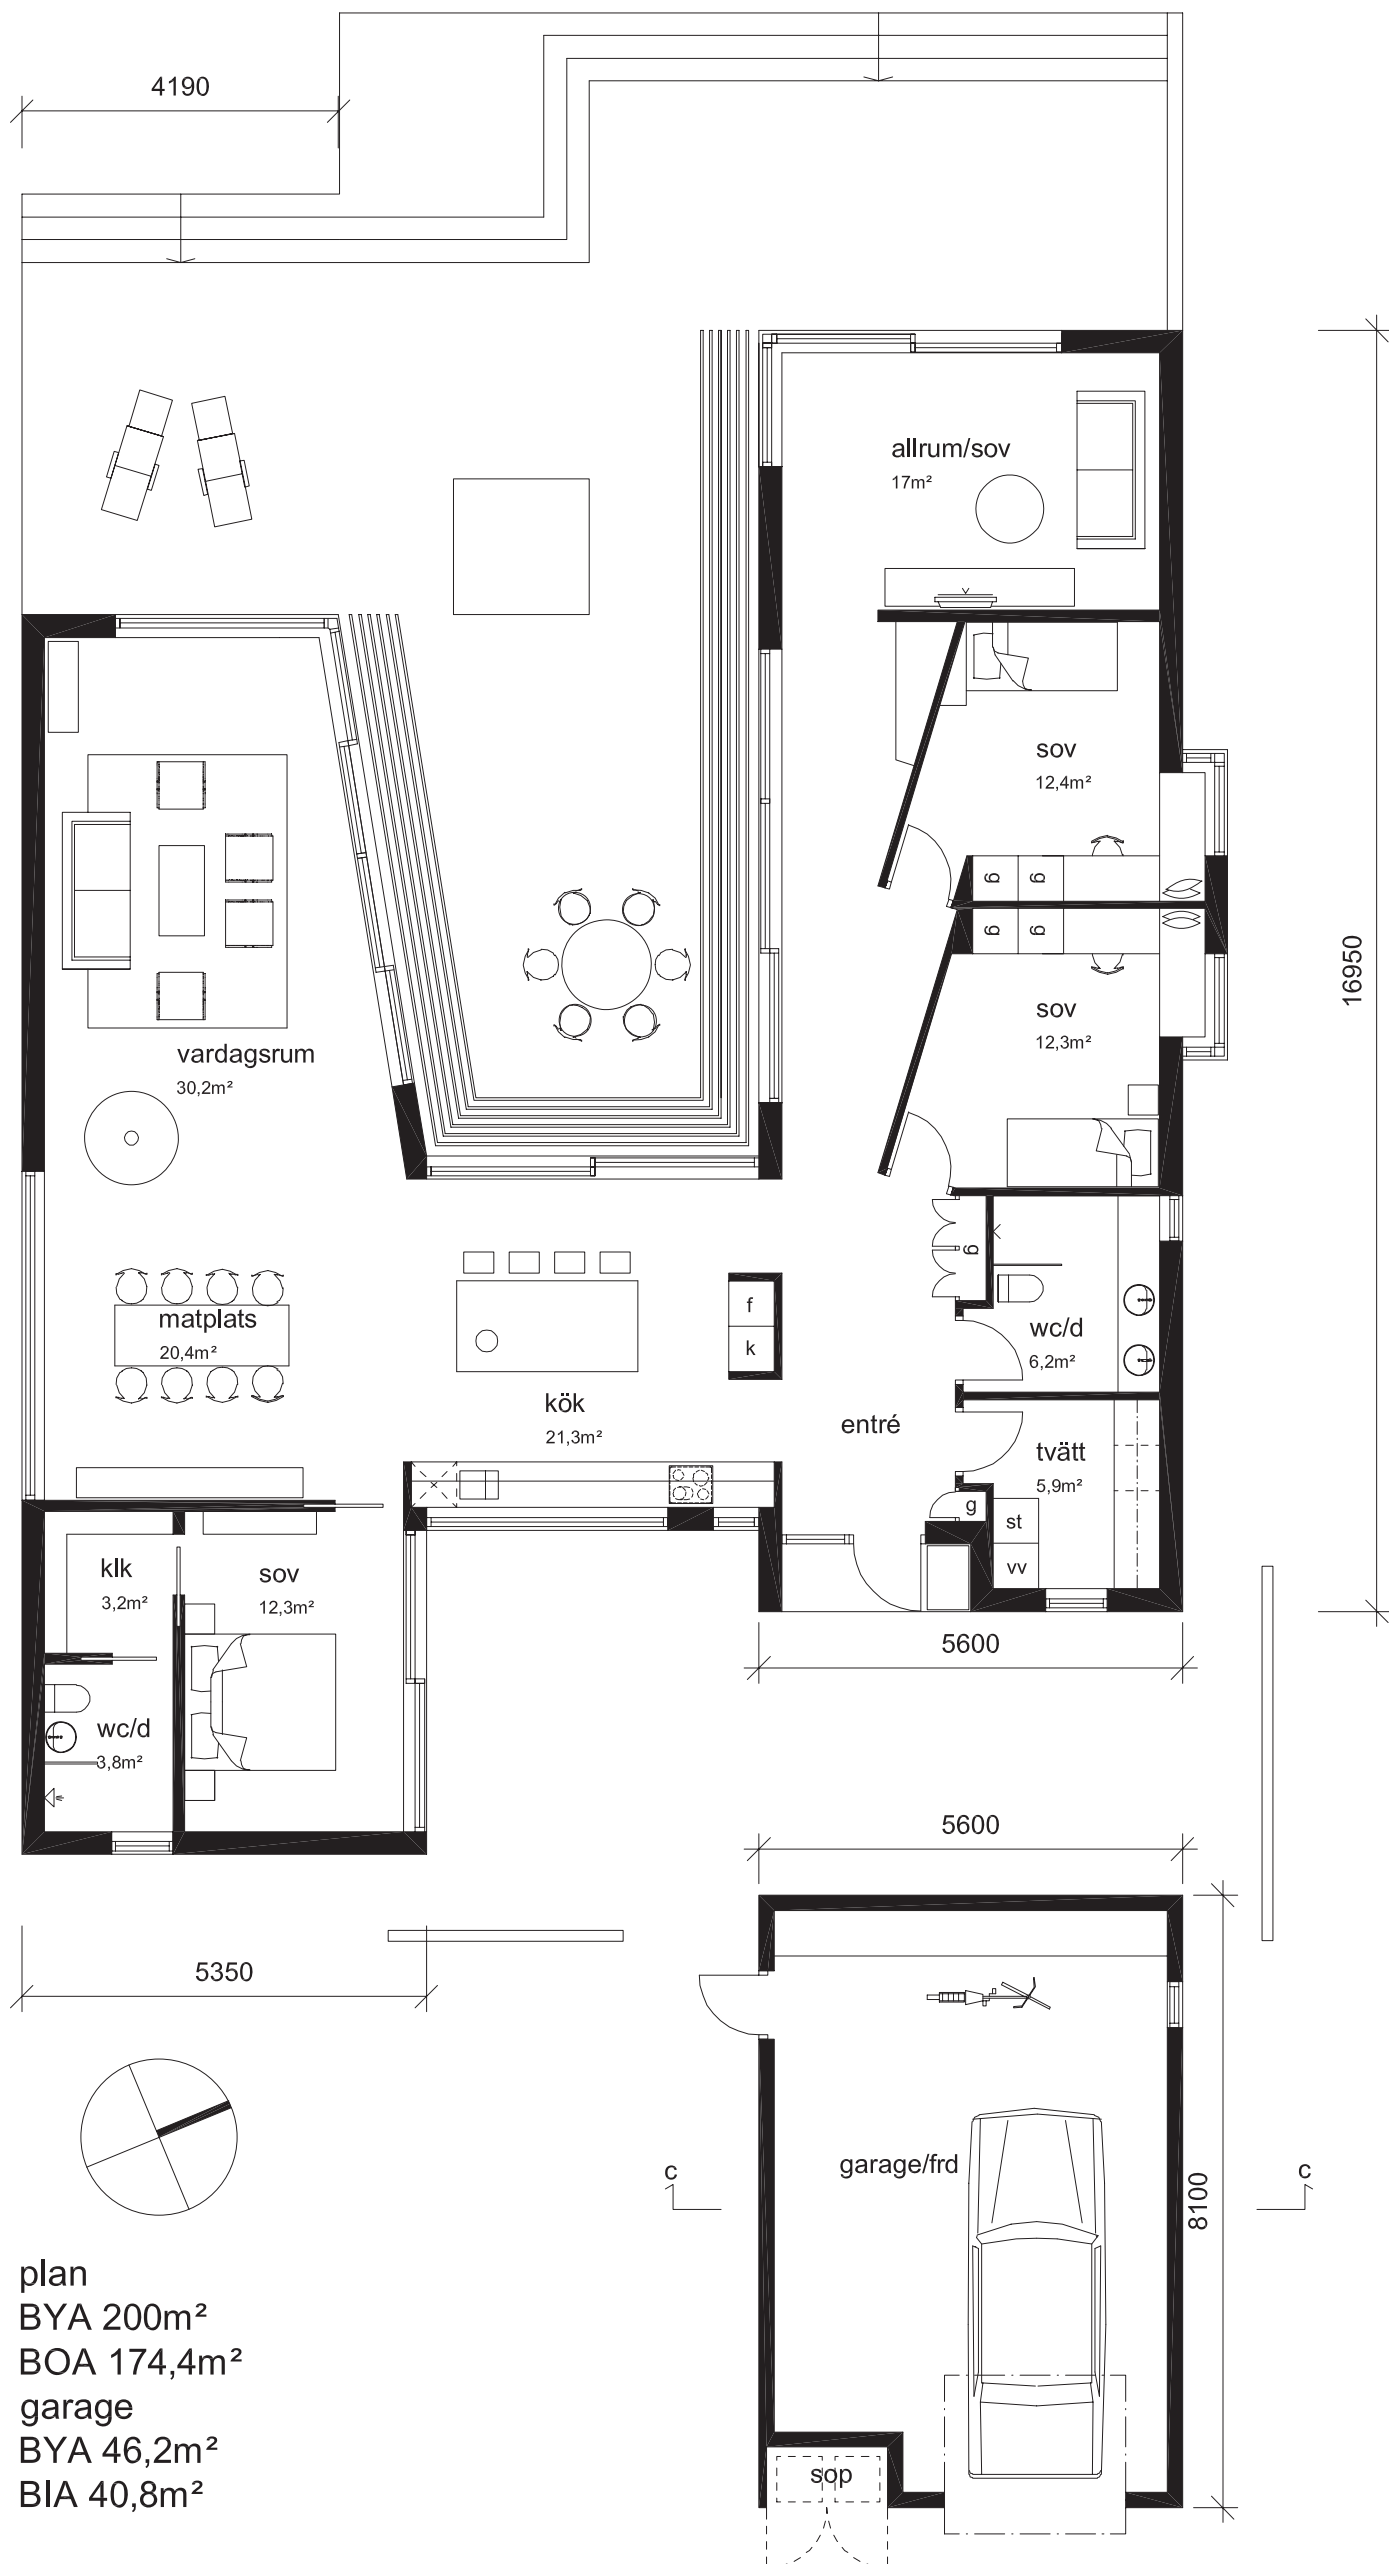 4190
allrum/sov
17m²
sov
12,4m²
g
g
g
g
sov
12,3m²
16950
vardagsrum
30,2m²
g
matplats
20,4m²
f
k
wc/d
6,2m²
kök
21,3m²
entré
tvätt
5,9m²
g
st
vv
klk
3,2m²
sov
12,3m²
5600
wc/d
3,8m²
5600
5350
garage/frd
c
c
8100
plan
BYA 200m²
BOA 174,4m²
garage
BYA 46,2m²
BIA 40,8m²
sop